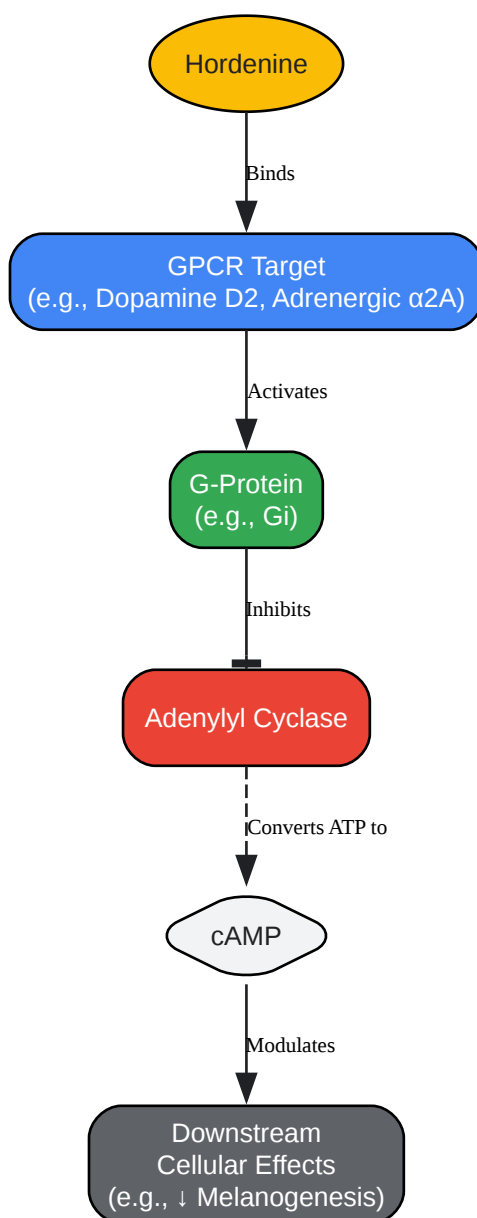 Hordenine
Binds
GPCR Target
(e.g., Dopamine D2, Adrenergic α2A)
Activates
G-Protein
(e.g., Gi)
Inhibits
Adenylyl Cyclase
Converts ATP to
cAMP
Modulates
Downstream
Cellular Effects
(e.g., ↓ Melanogenesis)